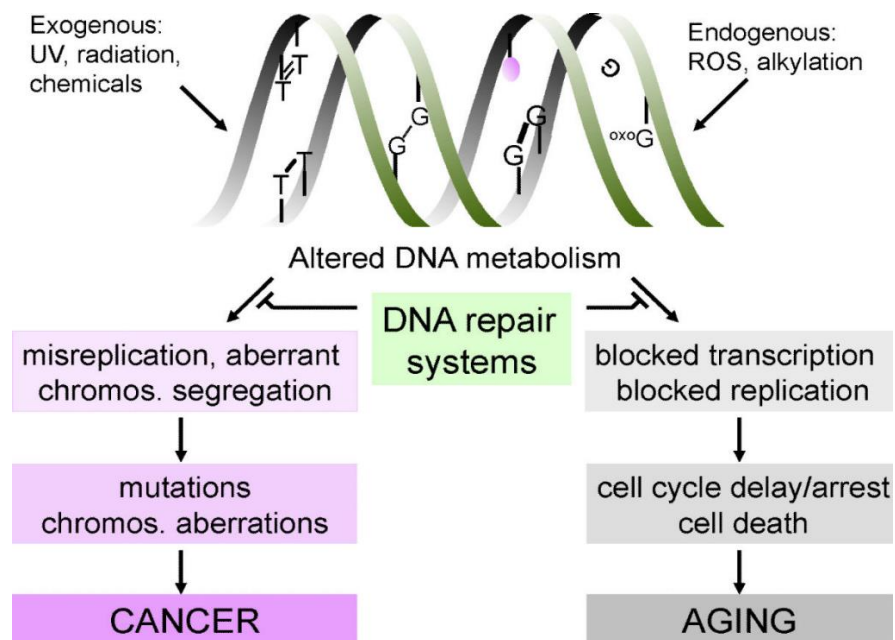 Exogenous:
UV, radiation,
chemicals
Endogenous:
ROS, alkylation
T
T
T
T
G
G
G
G
G
oxoG
Altered DNA metabolism
DNA repair
systems
misreplication, aberrant
chromos. segregation
blocked transcription
blocked replication
mutations
chromos. aberrations
cell cycle delay/arrest
cell death
CANCER
AGING